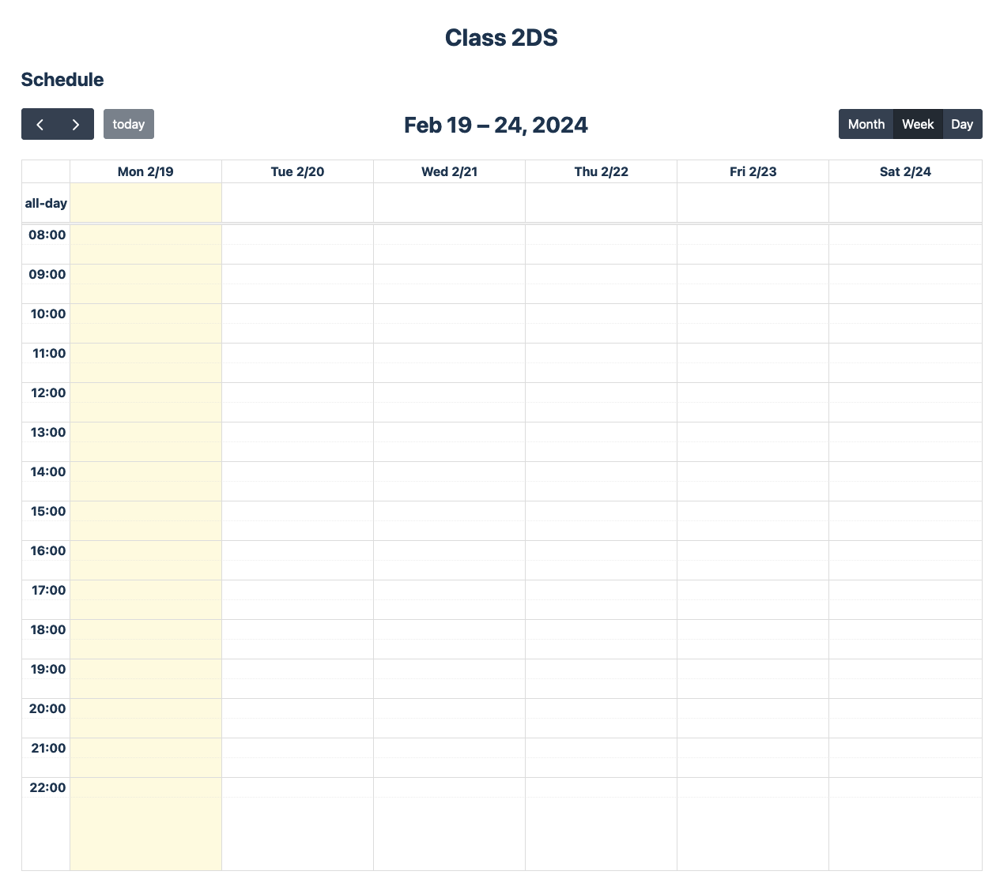 Class 2DS
Schedule
today
Feb 19 – 24, 2024
Month Week Day
Mon 2/19 Tue 2/20 Wed 2/21 Thu 2/22 Fri 2/23 Sat 2/24
all-day
08:00
09:00
10:00
11:00
12:00
13:00
14:00
15:00
16:00
17:00
18:00
19:00
20:00
21:00
22:00